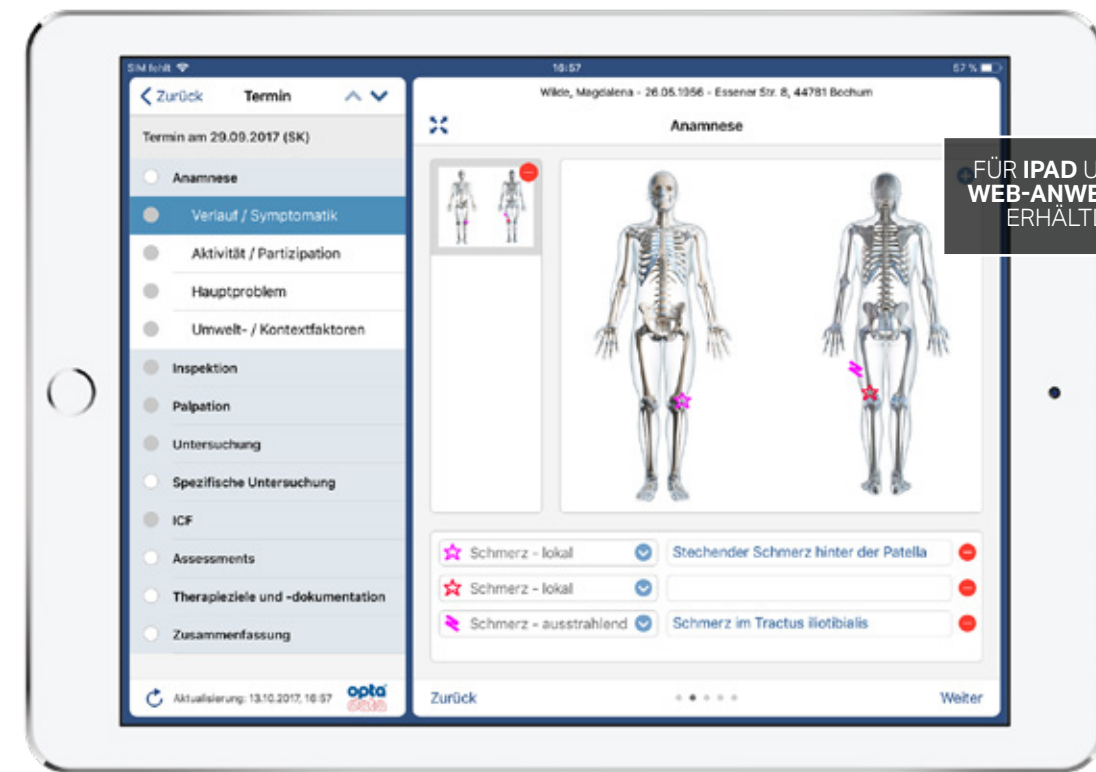 SIM fehlt
16:57
57 %
Zurück
Termin
Termin am 29.09.2017 (SK)
Anamnese
Verlauf / Symptomatik
Aktivität / Partizipation
Hauptproblem
Umwelt- / Kontextfaktoren
Inspektion
Palpation
Untersuchung
Spezifische Untersuchung
ICF
Assessments
Therapieziele und -dokumentation
Zusammenfassung
Aktualisierung: 13.10.2017, 16:57
opta
data
Wilde, Magdalena - 26.05.1956 - Essener Str. 8, 44781 Bochum
Anamnese
FÜR IPAD U
WEB-ANWE
ERHÄLT
Schmerz - lokal
Stechender Schmerz hinter der Patella
Schmerz - lokal
Schmerz - ausstrahlend
Schmerz im Tractus iliotibialis
Zurück
Weiter